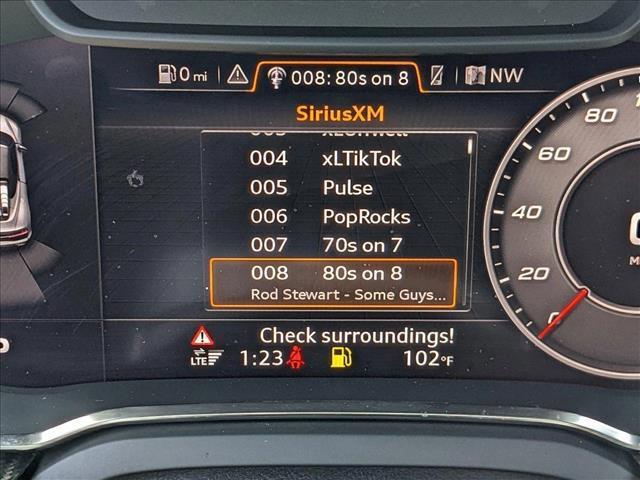 0 mi 008: 80s on 8 NW
SiriusXM
004 xLTikTok
005 Pulse
006 PopRocks
007 70s on 7
008 80s on 8
Rod Stewart - Some Guys...
Check surroundings!
LTE 1:23 102°F
80
60
40
20
0